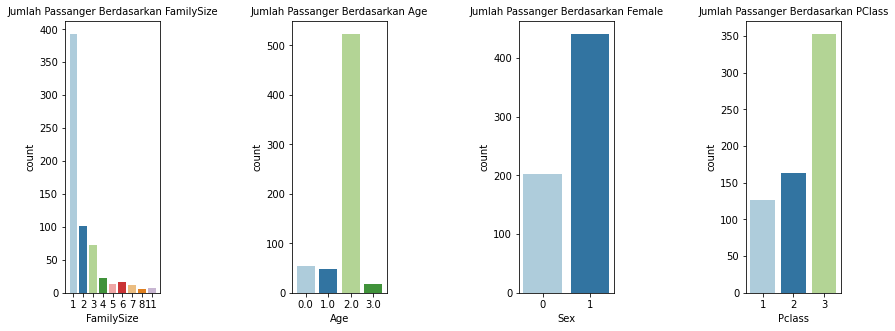 Jumlah Passanger Berdasarkan FamilySize
400
350
300
250
200
150
100
50
0
count
1 2 3 4 5 6 7 8 11
FamilySize
Jumlah Passanger Berdasarkan Age
500
400
300
200
100
0
count
0.0 1.0 2.0 3.0
Age
Jumlah Passanger Berdasarkan Female
400
300
200
100
0
count
0 1
Sex
Jumlah Passanger Berdasarkan PClass
350
300
250
200
150
100
50
0
count
1 2 3
Pclass